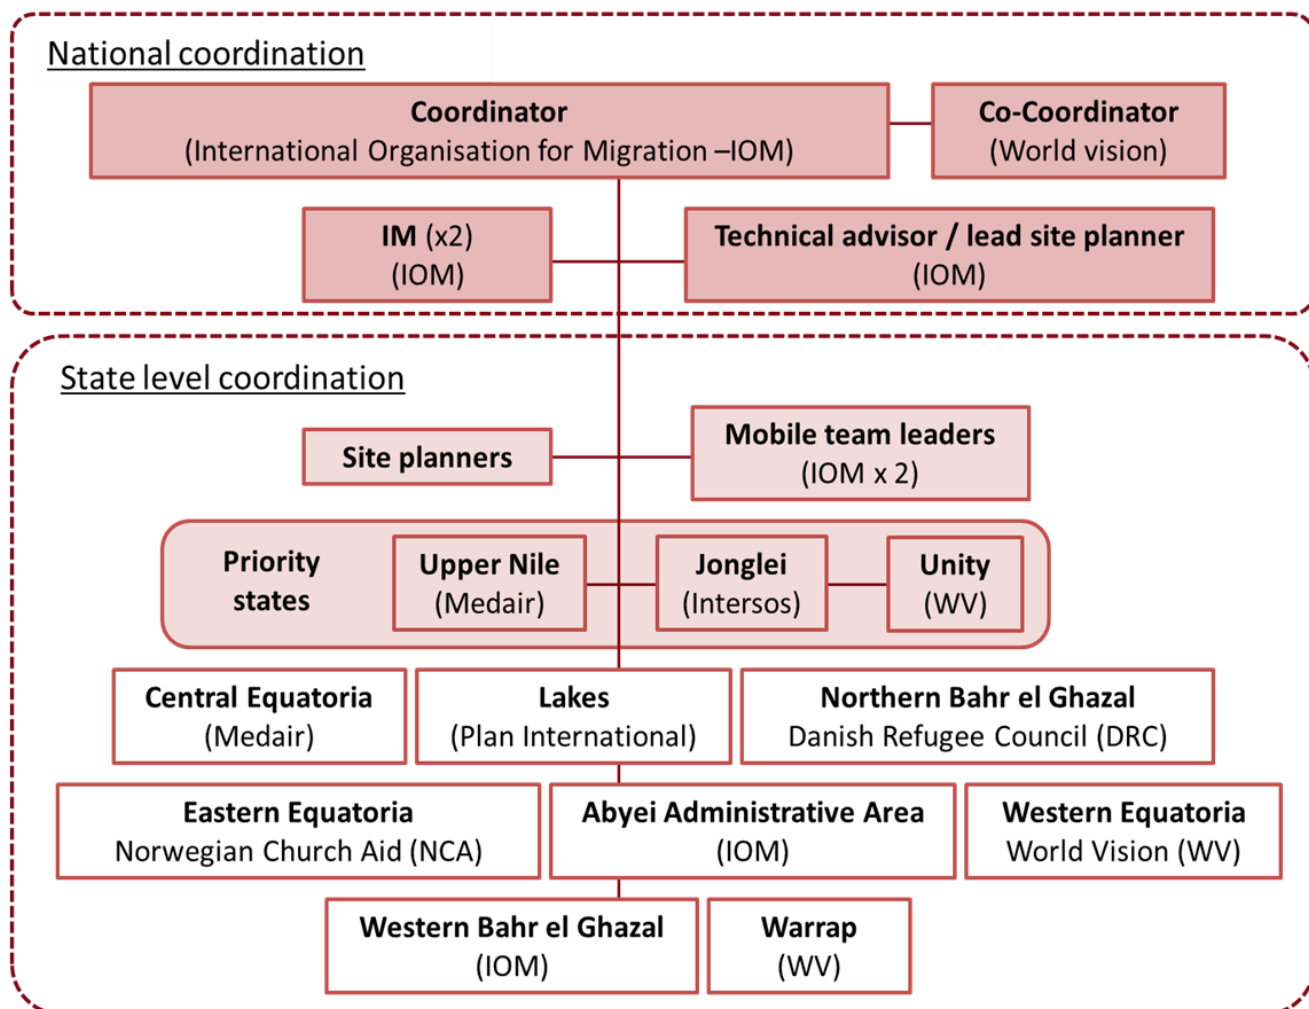 National coordination
Coordinator
(International Organisation for Migration –IOM)
Co-Coordinator
(World vision)
IM (x2)
(IOM)
Technical advisor / lead site planner
(IOM)
State level coordination
Site planners
Mobile team leaders
(IOM x 2)
Priority
states
Upper Nile
(Medair)
Jonglei
(Intersos)
Unity
(WV)
Central Equatoria
(Medair)
Lakes
(Plan International)
Northern Bahr el Ghazal
Danish Refugee Council (DRC)
Eastern Equatoria
Norwegian Church Aid (NCA)
Abyei Administrative Area
(IOM)
Western Equatoria
World Vision (WV)
Western Bahr el Ghazal
(IOM)
Warrap
(WV)